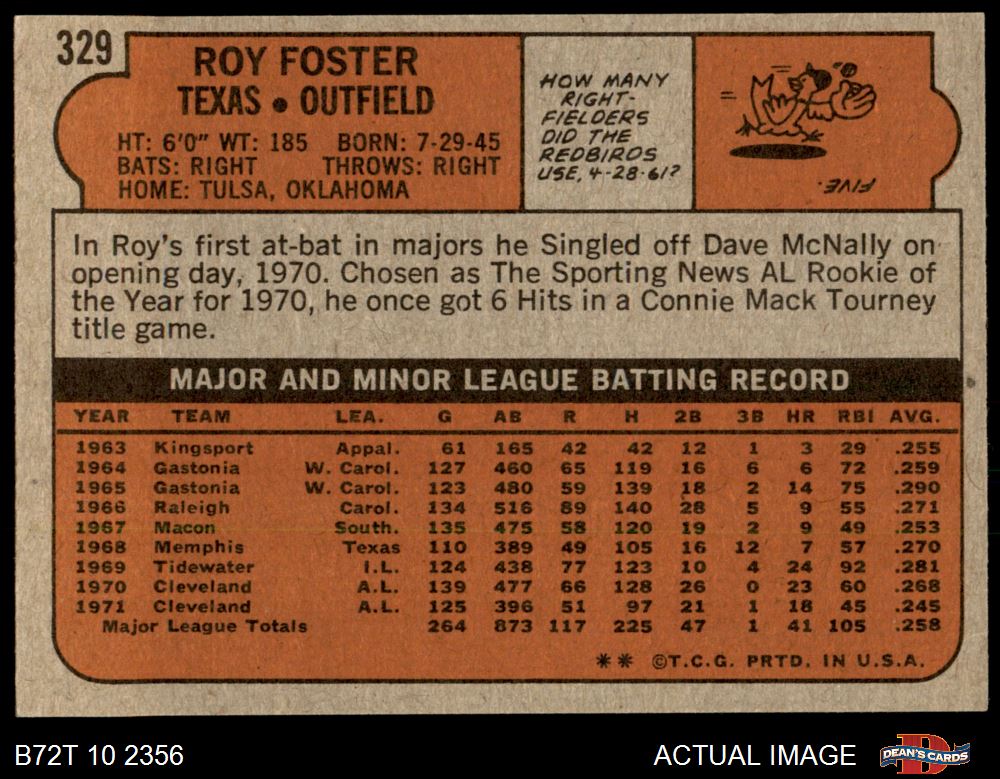 329
ROY FOSTER
TEXAS • OUTFIELD
HT: 6'0" WT: 185 BORN: 7-29-45
BATS: RIGHT THROWS: RIGHT
HOME: TULSA, OKLAHOMA
HOW MANY
RIGHT-
FIELDERS
DID THE
REDBIRDS
USE, 4-28-61?
FIVE.
In Roy's first at-bat in majors he Singled off Dave McNally on
opening day, 1970. Chosen as The Sporting News AL Rookie of
the Year for 1970, he once got 6 Hits in a Connie Mack Tourney
title game.
MAJOR AND MINOR LEAGUE BATTING RECORD
YEAR TEAM LEA. G AB R H 2B 3B HR RBI AVG.
1963 Kingsport Appal. 61 165 42 42 12 1 3 29 .255
1964 Gastonia W. Carol. 127 460 65 119 16 6 6 72 .259
1965 Gastonia W. Carol. 123 480 59 139 18 2 14 75 .290
1966 Raleigh Carol. 134 516 89 140 28 5 9 55 .271
1967 Macon South. 135 475 58 120 19 2 9 49 .253
1968 Memphis Texas 110 389 49 105 16 12 7 57 .270
1969 Tidewater I.L. 124 438 77 123 10 4 24 92 .281
1970 Cleveland A.L. 139 477 66 128 26 0 23 60 .268
1971 Cleveland A.L. 125 396 51 97 21 1 18 45 .245
Major League Totals 264 873 117 225 47 1 41 105 .258
** ©T.C.G. PRTD. IN U.S.A.
B72T 10 2356
ACTUAL IMAGE
DEAN'S CARDS